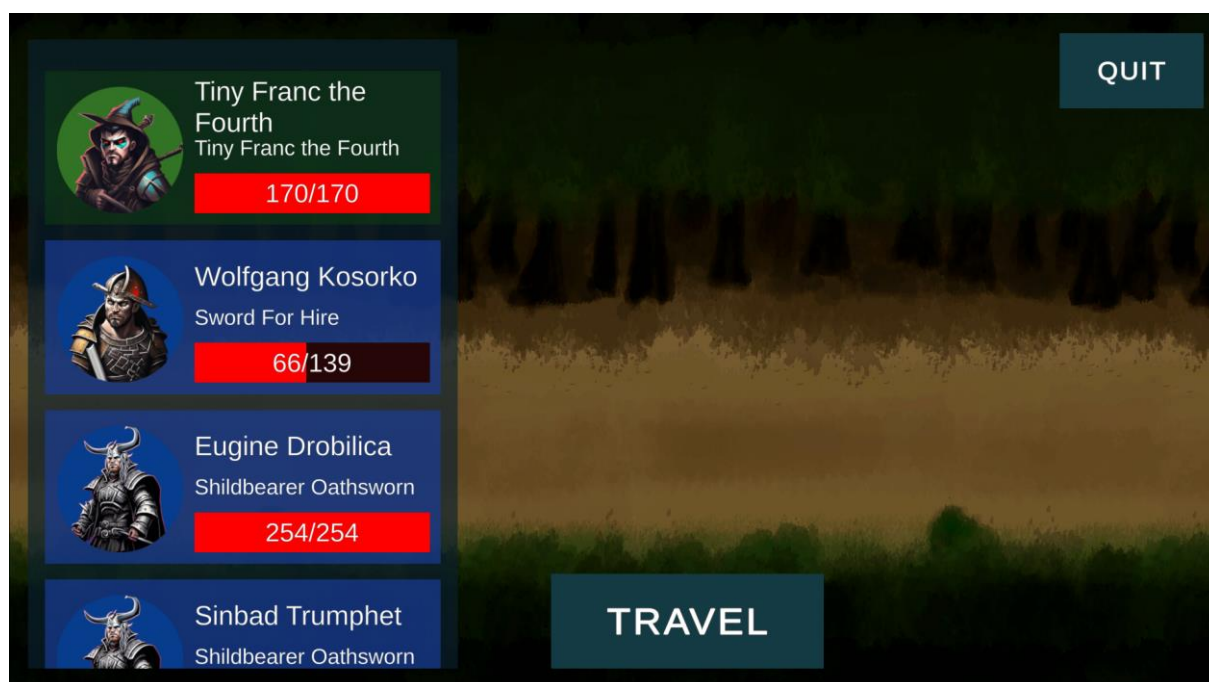 Tiny Franc the
Fourth
Tiny Franc the Fourth
170/170
Wolfgang Kosorko
Sword For Hire
66/139
Eugine Drobilica
Shildbearer Oathsworn
254/254
Sinbad Trumphet
Shildbearer Oathsworn
QUIT
TRAVEL